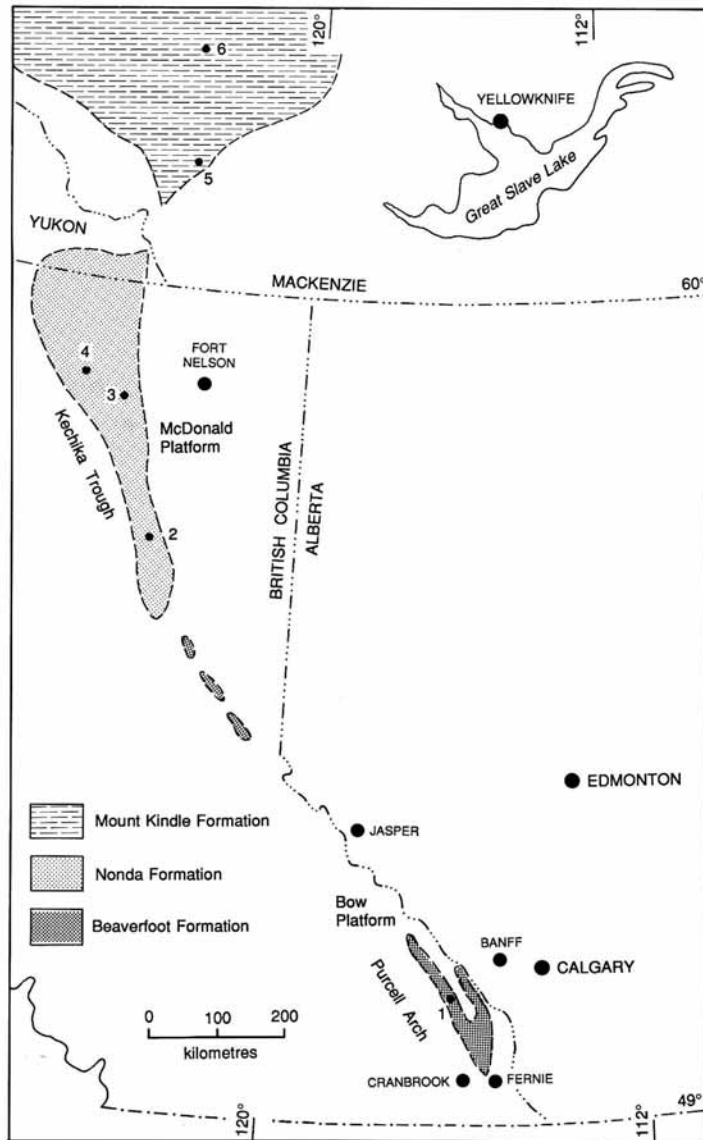 120°
112°
6
YELLOWKNIFE
5
Great Slave Lake
YUKON
MACKENZIE
60°
4
FORT
NELSON
3
McDonald
Platform
Kechika Trough
BRITISH COLUMBIA
ALBERTA
2
EDMONTON
Mount Kindle Formation
JASPER
Nonda Formation
Bow
Platform
Beaverfoot Formation
BANFF
CALGARY
Purcell Arch
1
0 100 200
kilometres
CRANBROOK
FERNIE
49°
120°
112°